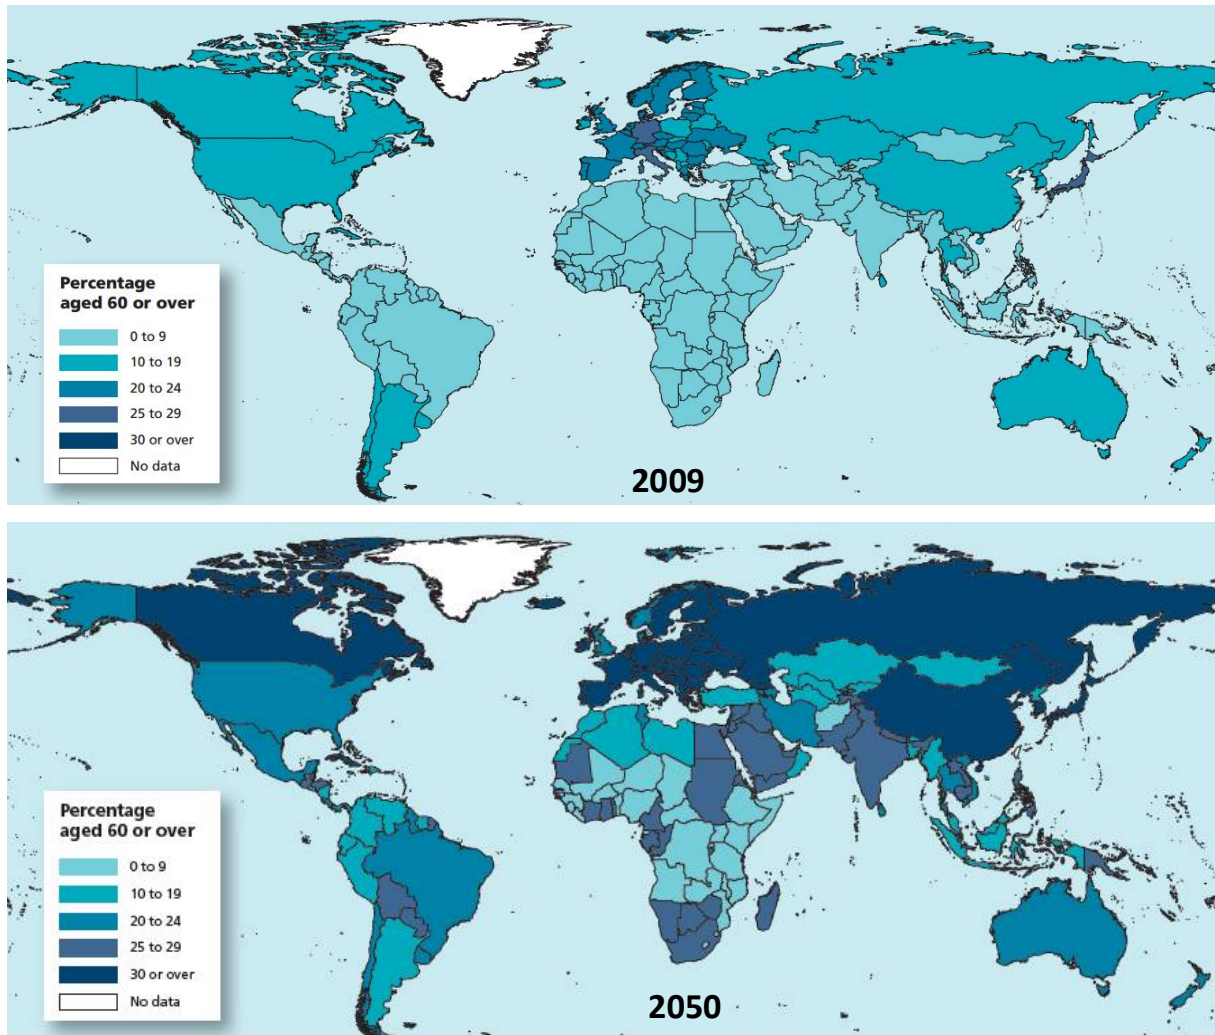 Percentage
aged 60 or over
0 to 9
10 to 19
20 to 24
25 to 29
30 or over
No data
2009
Percentage
aged 60 or over
0 to 9
10 to 19
20 to 24
25 to 29
30 or over
No data
2050